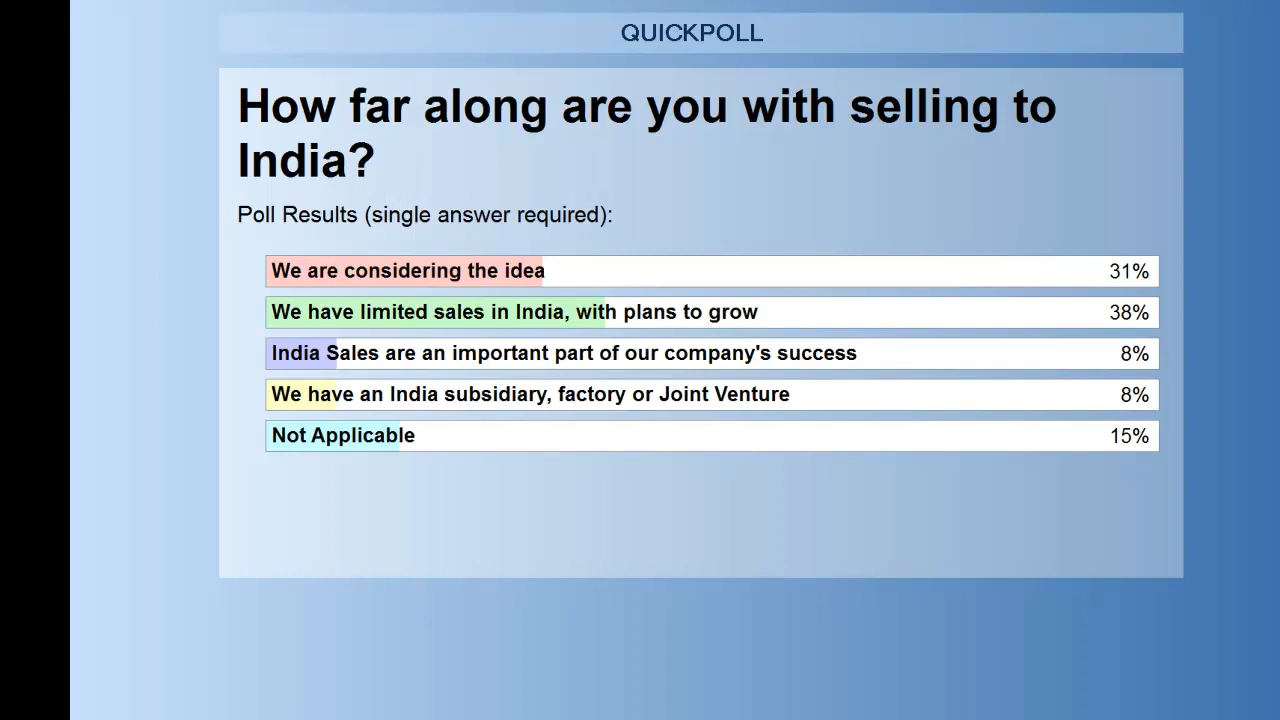 QUICKPOLL
How far along are you with selling to
India?
Poll Results (single answer required):
We are considering the idea 31%
We have limited sales in India, with plans to grow 38%
India Sales are an important part of our company's success 8%
We have an India subsidiary, factory or Joint Venture 8%
Not Applicable 15%